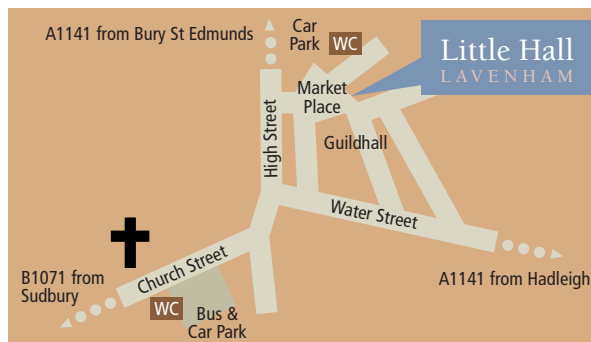 A1141 from Bury St Edmunds
Car
Park
WC
Little Hall
LAVENHAM
Market
Place
High Street
Guildhall
Water Street
Church Street
B1071 from
Sudbury
A1141 from Hadleigh
WC
Bus &
Car Park